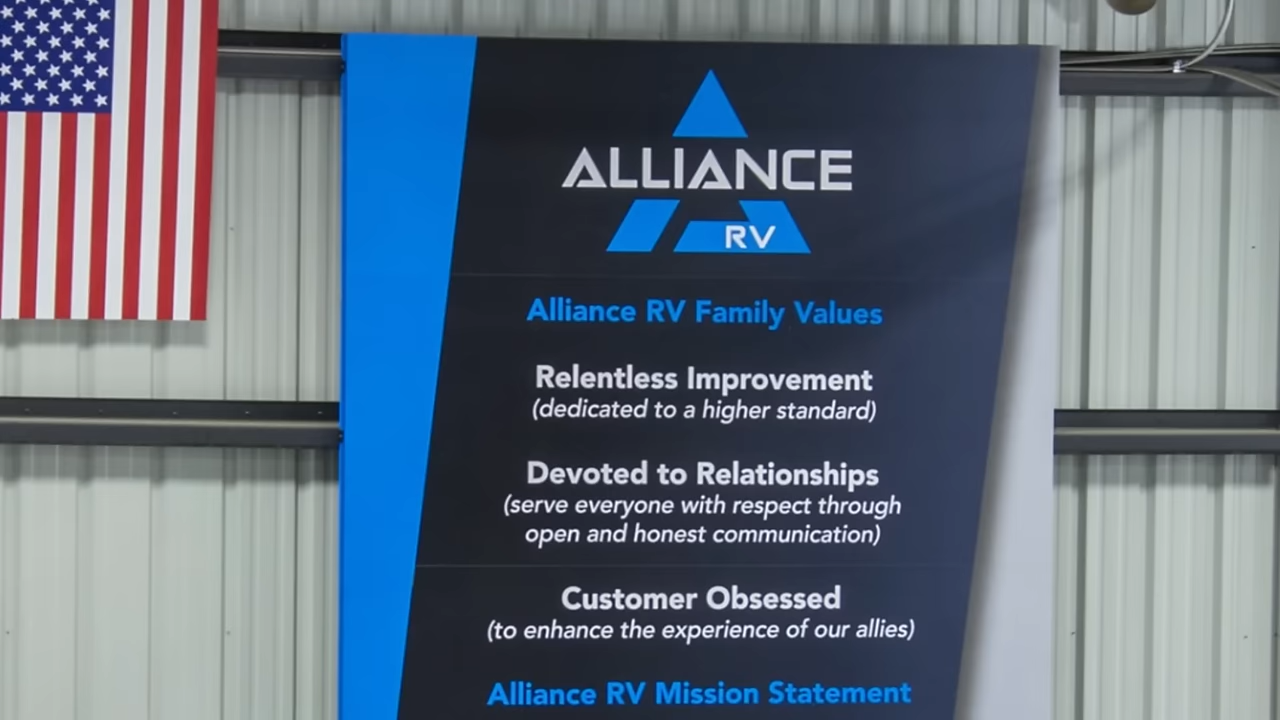 ALLIANCE
RV
Alliance RV Family Values
Relentless Improvement
(dedicated to a higher standard)
Devoted to Relationships
(serve everyone with respect through
open and honest communication)
Customer Obsessed
(to enhance the experience of our allies)
Alliance RV Mission Statement